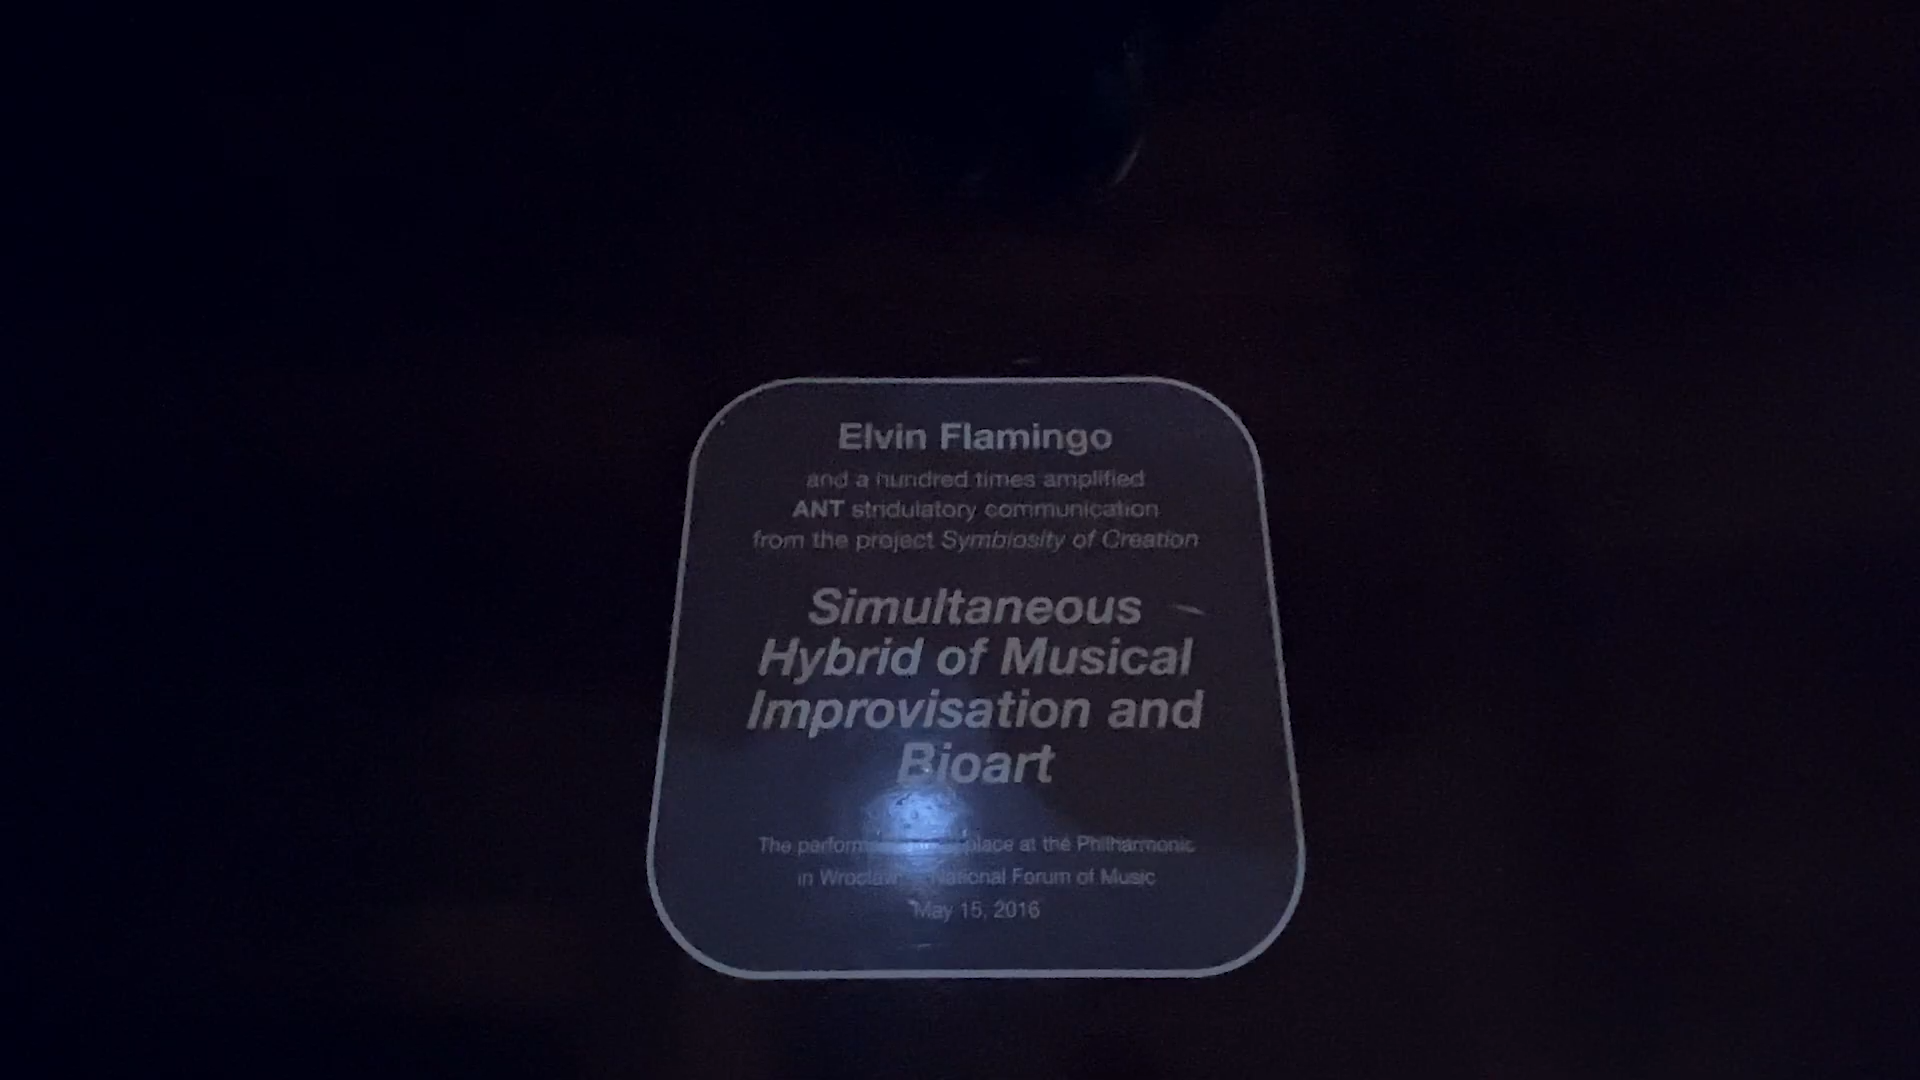 Elvin Flamingo
and a hundred times amplified
ANT stridulatory communication
from the project Symbiosity of Creation
Simultaneous
Hybrid of Musical
Improvisation and
Bioart
The place at the Philharmonic
in Wrocław National Forum of Music
May 15, 2016